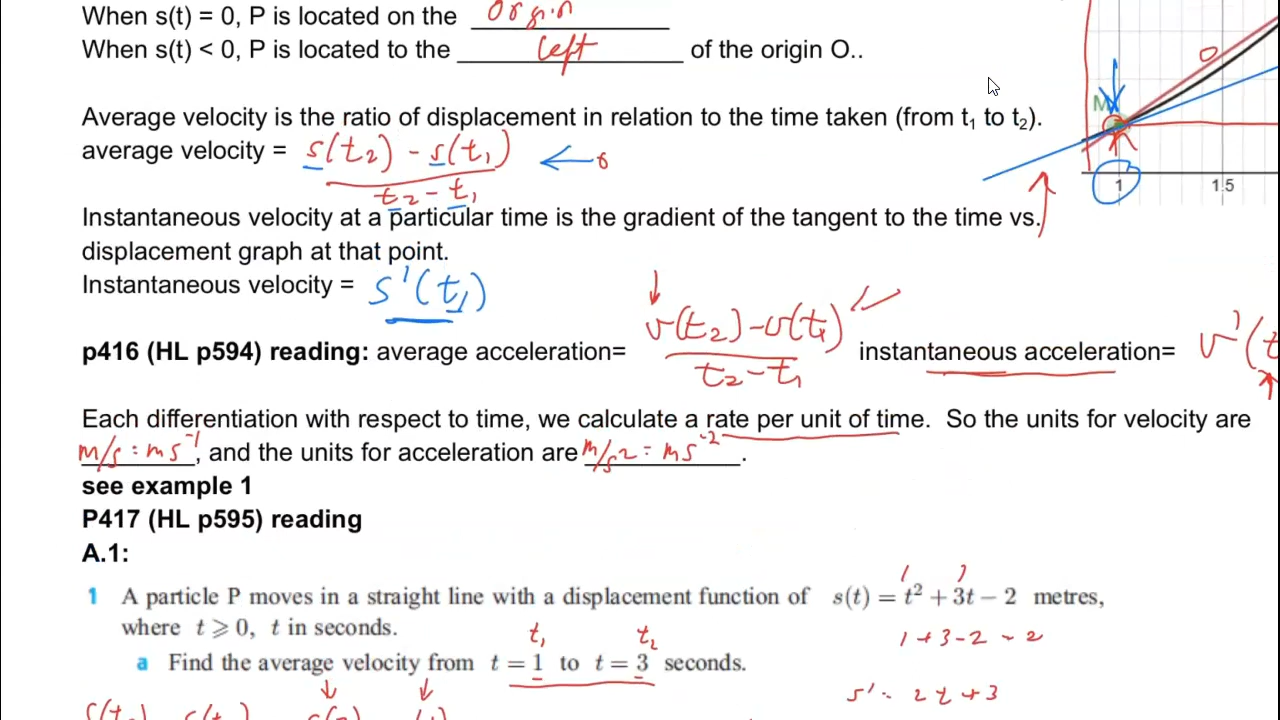 When s(t) = 0, P is located on the origin
When s(t) < 0, P is located to the left of the origin O..
Average velocity is the ratio of displacement in relation to the time taken (from t₁ to t₂).
average velocity = s(t₂) - s(t₁)
t₂ - t₁
1 1.5
Instantaneous velocity at a particular time is the gradient of the tangent to the time vs.
displacement graph at that point.
Instantaneous velocity = s'(t₁)
v(t₂) - v(t₁)
p416 (HL p594) reading: average acceleration= instantaneous acceleration= v'(t
t₂ - t₁
Each differentiation with respect to time, we calculate a rate per unit of time. So the units for velocity are
m/s = ms⁻¹, and the units for acceleration are m/s2 = ms⁻².
see example 1
P417 (HL p595) reading
A.1:
1 A particle P moves in a straight line with a displacement function of s(t) = t² + 3t − 2 metres,
where t ⩾ 0, t in seconds.
1 + 3 - 2 = 2
t₁ t₂
a Find the average velocity from t = 1 to t = 3 seconds.
s' = 2t + 3